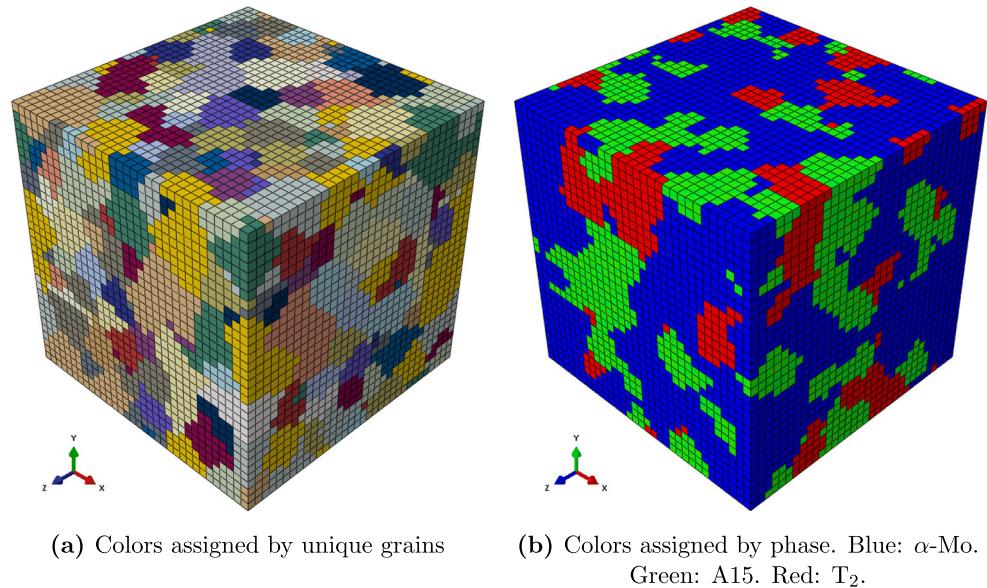 Y
Z
X
Y
Z
X
(a) Colors assigned by unique grains
(b) Colors assigned by phase. Blue: α-Mo.
Green: A15. Red: T₂.